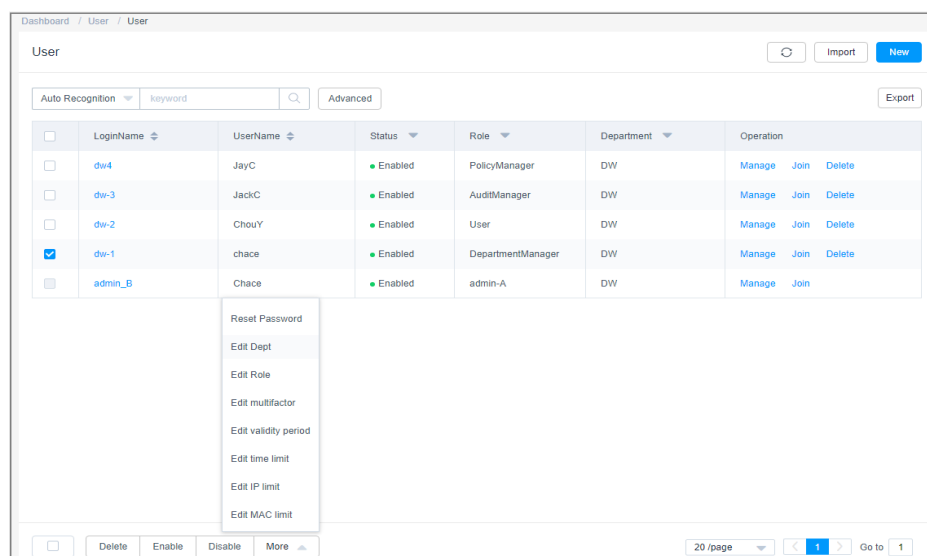 Dashboard / User / User
User Import New
Auto Recognition keyword Advanced Export
LoginName UserName Status Role Department Operation
dw4 JayC Enabled PolicyManager DW Manage Join Delete
dw-3 JackC Enabled AuditManager DW Manage Join Delete
dw-2 ChouY Enabled User DW Manage Join Delete
dw-1 chace Enabled DepartmentManager DW Manage Join Delete
admin_B Chace Enabled admin-A DW Manage Join
Reset Password
Edit Dept
Edit Role
Edit multifactor
Edit validity period
Edit time limit
Edit IP limit
Edit MAC limit
Delete Enable Disable More 20 /page 1 Go to 1